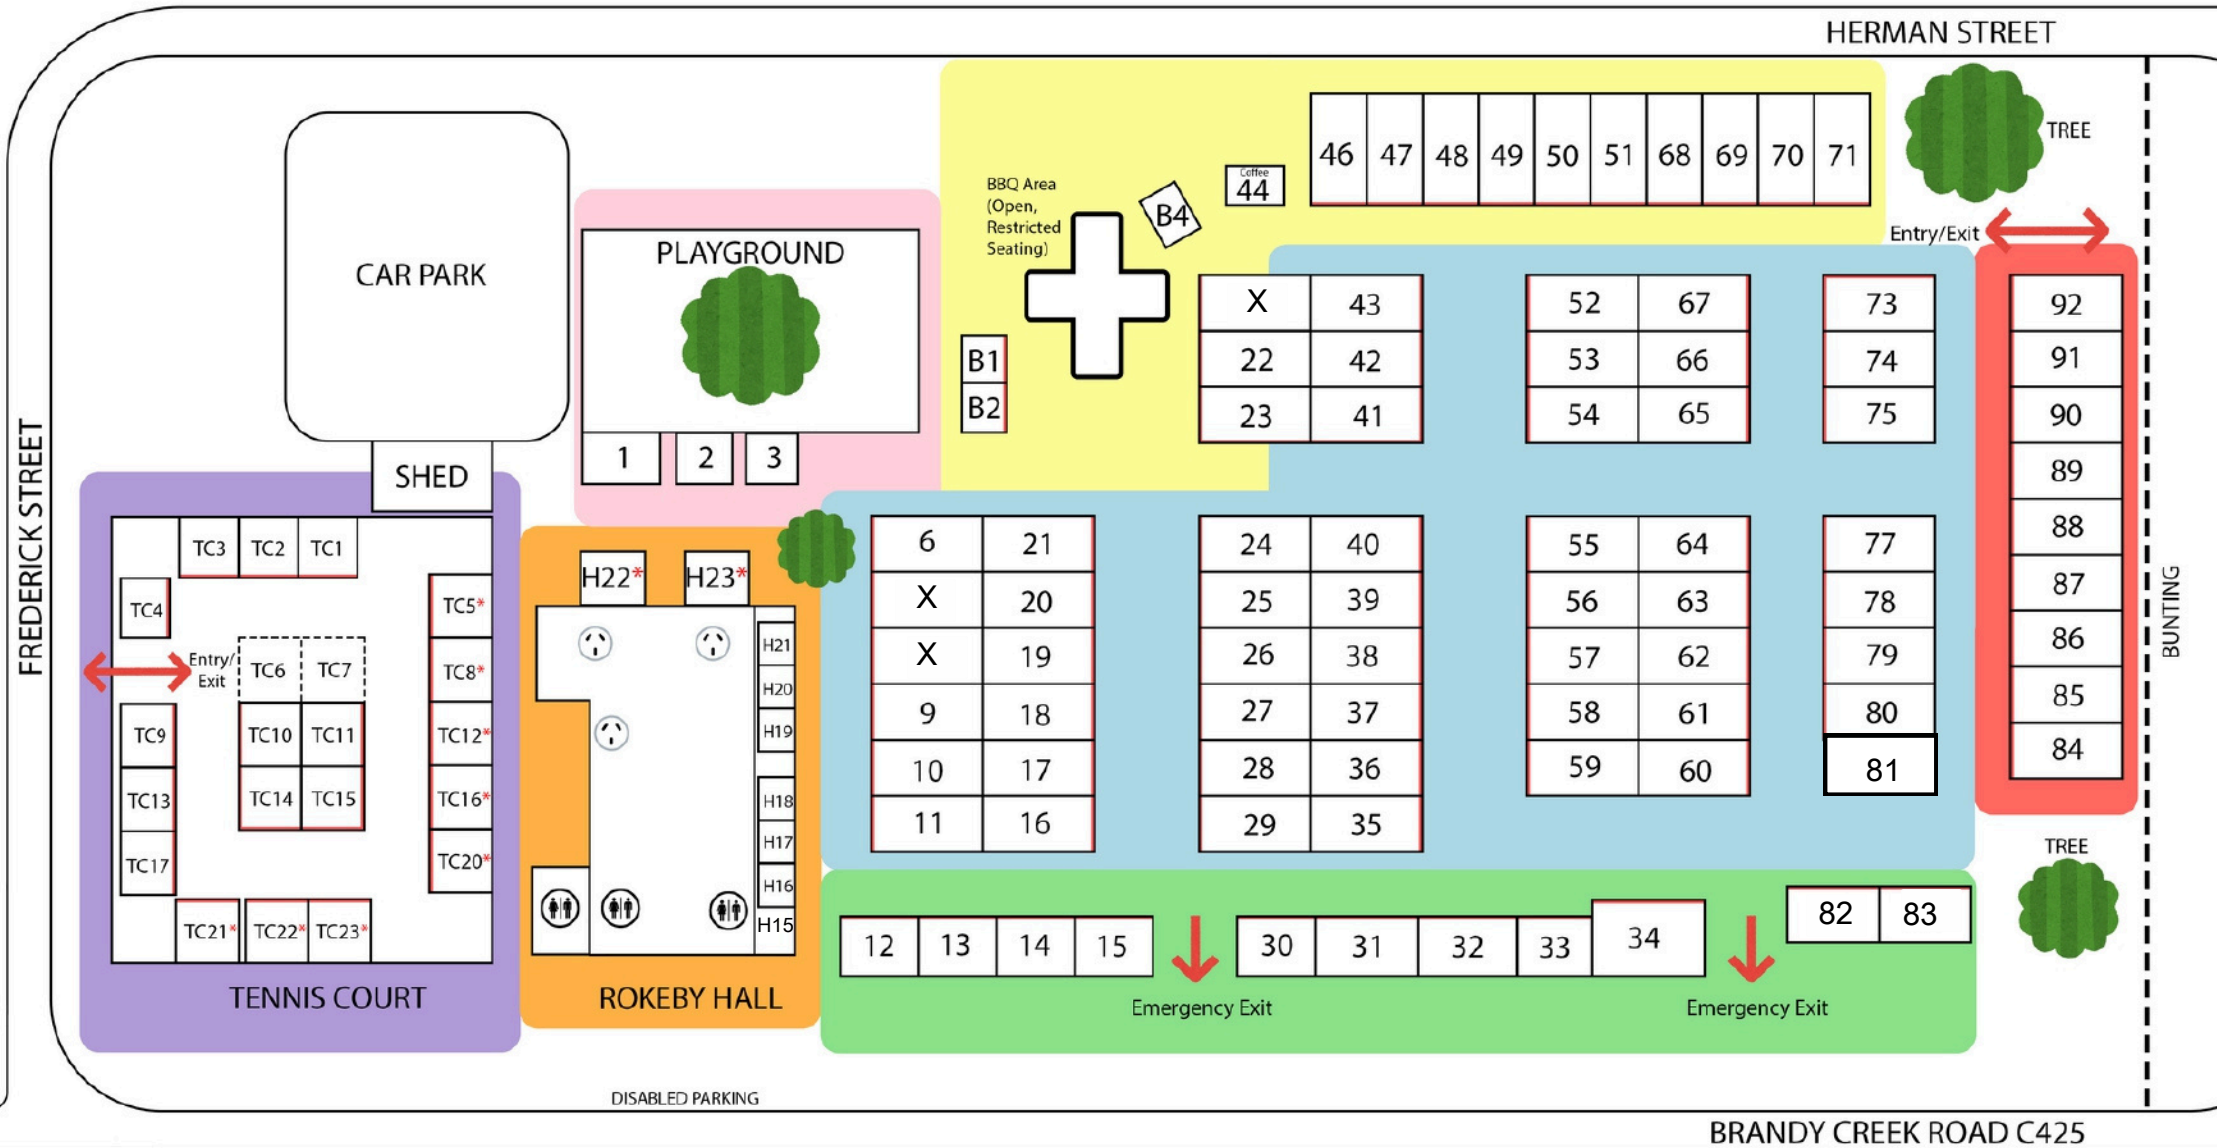 HERMAN STREET
TREE
46 47 48 49 50 51 68 69 70 71
Coffee
44
B4
BBQ Area
(Open,
Restricted
Seating)
Entry/Exit
CAR PARK
PLAYGROUND
B1
B2
1 2 3
SHED
X 43
22 42
23 41
52 67
53 66
54 65
73
74
75
92
91
90
89
88
87
86
85
84
BUNTING
FREDERICK STREET
TC3 TC2 TC1
TC4
TC5*
Entry/
Exit
TC6 TC7
TC8*
TC9
TC10 TC11
TC12*
TC13
TC14 TC15
TC16*
TC17
TC20*
TC21* TC22* TC23*
TENNIS COURT
H22* H23*
H21
H20
H19
H18
H17
H16
H15
ROKEBY HALL
6 21
X 20
X 19
9 18
10 17
11 16
24 40
25 39
26 38
27 37
28 36
29 35
55 64
56 63
57 62
58 61
59 60
77
78
79
80
81
12 13 14 15
Emergency Exit
30 31 32 33 34
Emergency Exit
82 83
TREE
DISABLED PARKING
BRANDY CREEK ROAD C425